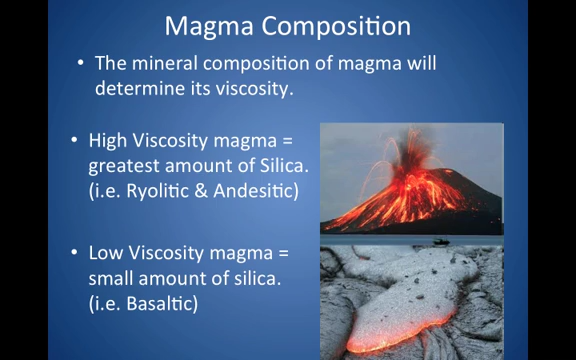 Magma Composition
• The mineral composition of magma will
determine its viscosity.
• High Viscosity magma =
greatest amount of Silica.
(i.e. Ryolitic & Andesitic)
• Low Viscosity magma =
small amount of silica.
(i.e. Basaltic)